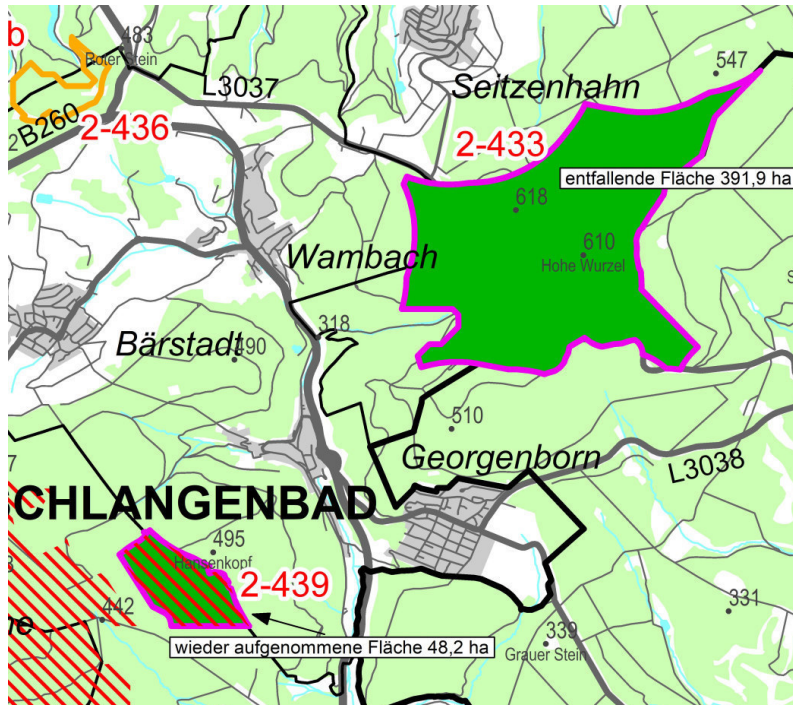 b
483
Roter Stein
L3037
Seitzenhahn
547
B260
2-436
2-433
entfallende Fläche 391,9 ha
618
610
Hohe Wurzel
Wambach
318
Bärstadt
490
510
Georgenborn
L3038
CHLANGENBAD
495
Hansenkopf
2-439
442
331
339
Grauer Stein
wieder aufgenommene Fläche 48,2 ha